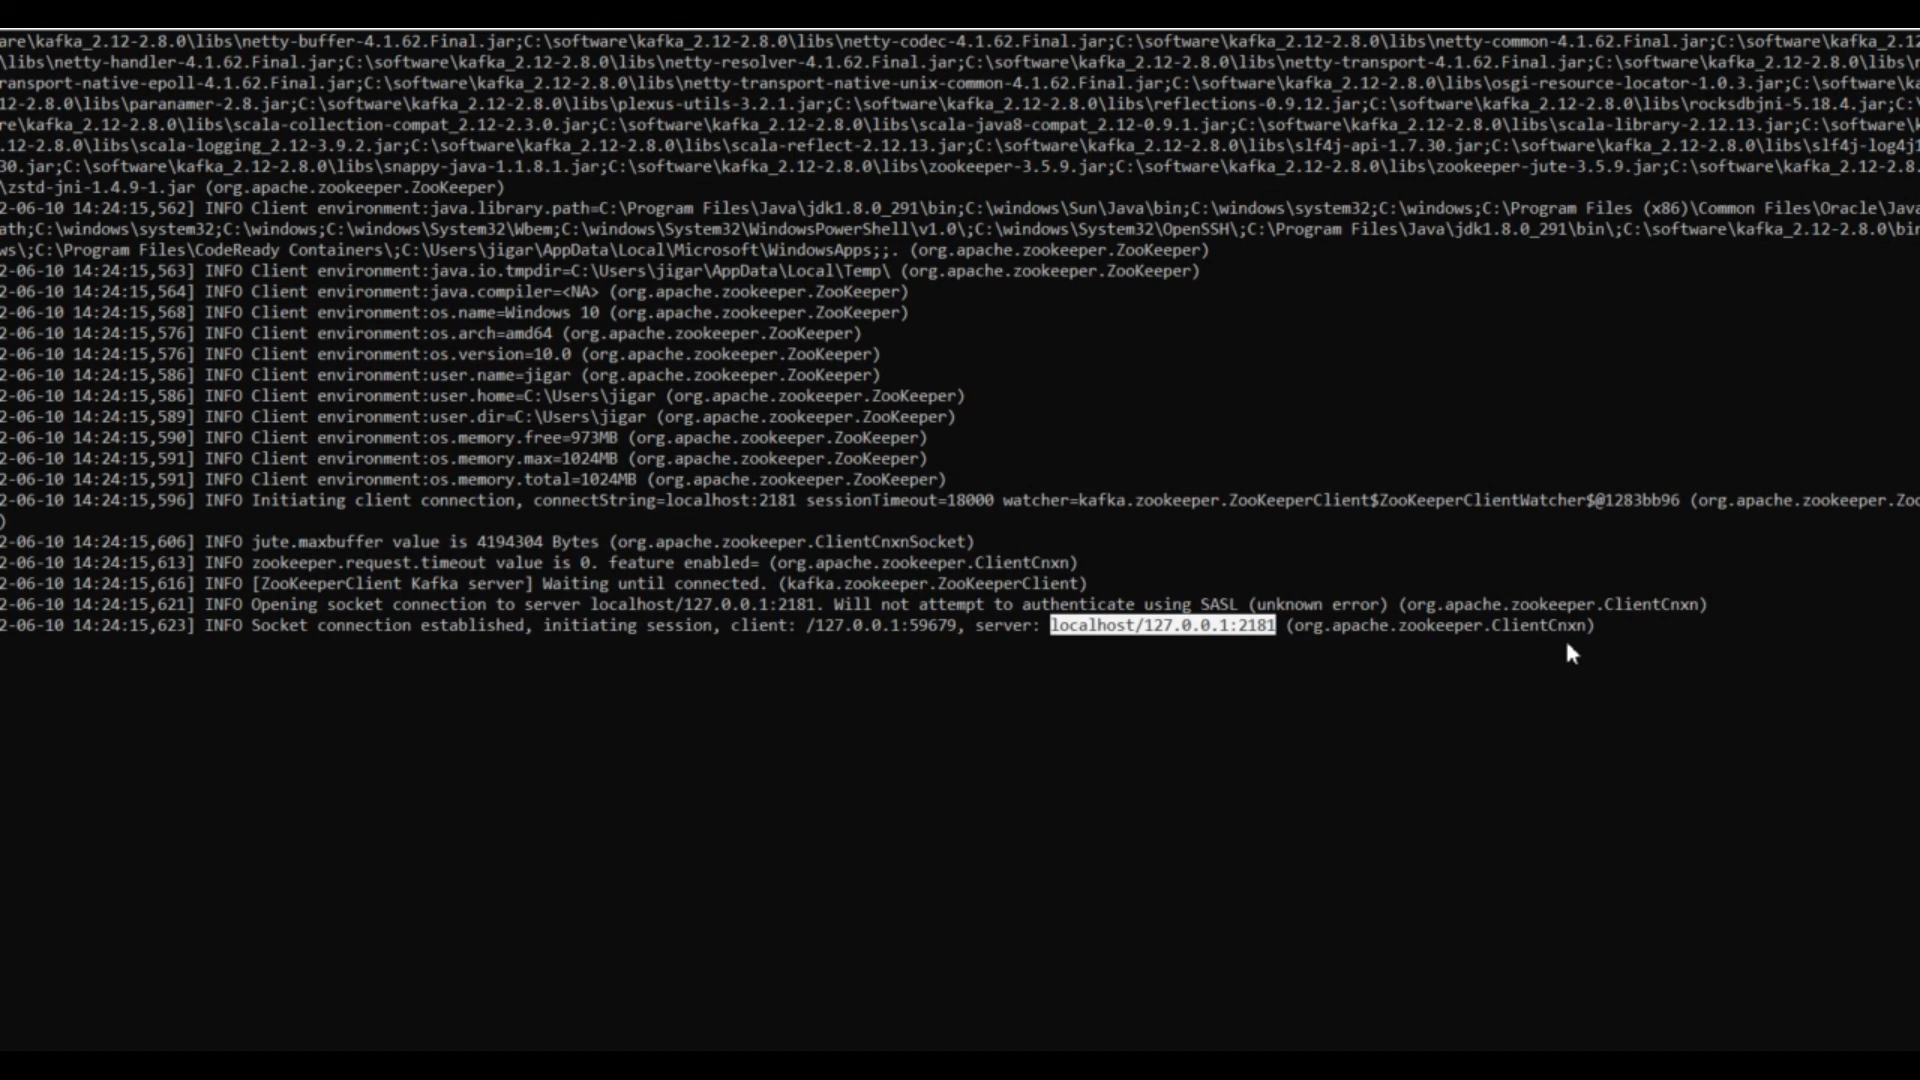 are\kafka_2.12-2.8.0\libs\netty-buffer-4.1.62.Final.jar;C:\software\kafka_2.12-2.8.0\libs\netty-codec-4.1.62.Final.jar;C:\software\kafka_2.12-2.8.0\libs\netty-common-4.1.62.Final.jar;C:\software\kafka_2.12
\libs\netty-handler-4.1.62.Final.jar;C:\software\kafka_2.12-2.8.0\libs\netty-resolver-4.1.62.Final.jar;C:\software\kafka_2.12-2.8.0\libs\netty-transport-4.1.62.Final.jar;C:\software\kafka_2.12-2.8.0\libs\n
ransport-native-epoll-4.1.62.Final.jar;C:\software\kafka_2.12-2.8.0\libs\netty-transport-native-unix-common-4.1.62.Final.jar;C:\software\kafka_2.12-2.8.0\libs\osgi-resource-locator-1.0.3.jar;C:\software\ka
12-2.8.0\libs\paranamer-2.8.jar;C:\software\kafka_2.12-2.8.0\libs\plexus-utils-3.2.1.jar;C:\software\kafka_2.12-2.8.0\libs\reflections-0.9.12.jar;C:\software\kafka_2.12-2.8.0\libs\rocksdbjni-5.18.4.jar;C:\
re\kafka_2.12-2.8.0\libs\scala-collection-compat_2.12-2.3.0.jar;C:\software\kafka_2.12-2.8.0\libs\scala-java8-compat_2.12-0.9.1.jar;C:\software\kafka_2.12-2.8.0\libs\scala-library-2.12.13.jar;C:\software\k
.12-2.8.0\libs\scala-logging_2.12-3.9.2.jar;C:\software\kafka_2.12-2.8.0\libs\scala-reflect-2.12.13.jar;C:\software\kafka_2.12-2.8.0\libs\slf4j-api-1.7.30.jar;C:\software\kafka_2.12-2.8.0\libs\slf4j-log4j1
30.jar;C:\software\kafka_2.12-2.8.0\libs\snappy-java-1.1.8.1.jar;C:\software\kafka_2.12-2.8.0\libs\zookeeper-3.5.9.jar;C:\software\kafka_2.12-2.8.0\libs\zookeeper-jute-3.5.9.jar;C:\software\kafka_2.12-2.8.
\zstd-jni-1.4.9-1.jar (org.apache.zookeeper.ZooKeeper)
2-06-10 14:24:15,562] INFO Client environment:java.library.path=C:\Program Files\Java\jdk1.8.0_291\bin;C:\windows\Sun\Java\bin;C:\windows\system32;C:\windows;C:\Program Files (x86)\Common Files\Oracle\Java
ath;C:\windows\system32;C:\windows;C:\windows\System32\Wbem;C:\windows\System32\WindowsPowerShell\v1.0\;C:\windows\System32\OpenSSH\;C:\Program Files\Java\jdk1.8.0_291\bin\;C:\software\kafka_2.12-2.8.0\bin
ws\;C:\Program Files\CodeReady Containers\;C:\Users\jigar\AppData\Local\Microsoft\WindowsApps;;. (org.apache.zookeeper.ZooKeeper)
2-06-10 14:24:15,563] INFO Client environment:java.io.tmpdir=C:\Users\jigar\AppData\Local\Temp\ (org.apache.zookeeper.ZooKeeper)
2-06-10 14:24:15,564] INFO Client environment:java.compiler=<NA> (org.apache.zookeeper.ZooKeeper)
2-06-10 14:24:15,568] INFO Client environment:os.name=Windows 10 (org.apache.zookeeper.ZooKeeper)
2-06-10 14:24:15,576] INFO Client environment:os.arch=amd64 (org.apache.zookeeper.ZooKeeper)
2-06-10 14:24:15,576] INFO Client environment:os.version=10.0 (org.apache.zookeeper.ZooKeeper)
2-06-10 14:24:15,586] INFO Client environment:user.name=jigar (org.apache.zookeeper.ZooKeeper)
2-06-10 14:24:15,586] INFO Client environment:user.home=C:\Users\jigar (org.apache.zookeeper.ZooKeeper)
2-06-10 14:24:15,589] INFO Client environment:user.dir=C:\Users\jigar (org.apache.zookeeper.ZooKeeper)
2-06-10 14:24:15,590] INFO Client environment:os.memory.free=973MB (org.apache.zookeeper.ZooKeeper)
2-06-10 14:24:15,591] INFO Client environment:os.memory.max=1024MB (org.apache.zookeeper.ZooKeeper)
2-06-10 14:24:15,591] INFO Client environment:os.memory.total=1024MB (org.apache.zookeeper.ZooKeeper)
2-06-10 14:24:15,596] INFO Initiating client connection, connectString=localhost:2181 sessionTimeout=18000 watcher=kafka.zookeeper.ZooKeeperClient$ZooKeeperClientWatcher$@1283bb96 (org.apache.zookeeper.Zoo
)
2-06-10 14:24:15,606] INFO jute.maxbuffer value is 4194304 Bytes (org.apache.zookeeper.ClientCnxnSocket)
2-06-10 14:24:15,613] INFO zookeeper.request.timeout value is 0. feature enabled= (org.apache.zookeeper.ClientCnxn)
2-06-10 14:24:15,616] INFO [ZooKeeperClient Kafka server] Waiting until connected. (kafka.zookeeper.ZooKeeperClient)
2-06-10 14:24:15,621] INFO Opening socket connection to server localhost/127.0.0.1:2181. Will not attempt to authenticate using SASL (unknown error) (org.apache.zookeeper.ClientCnxn)
2-06-10 14:24:15,623] INFO Socket connection established, initiating session, client: /127.0.0.1:59679, server: localhost/127.0.0.1:2181 (org.apache.zookeeper.ClientCnxn)